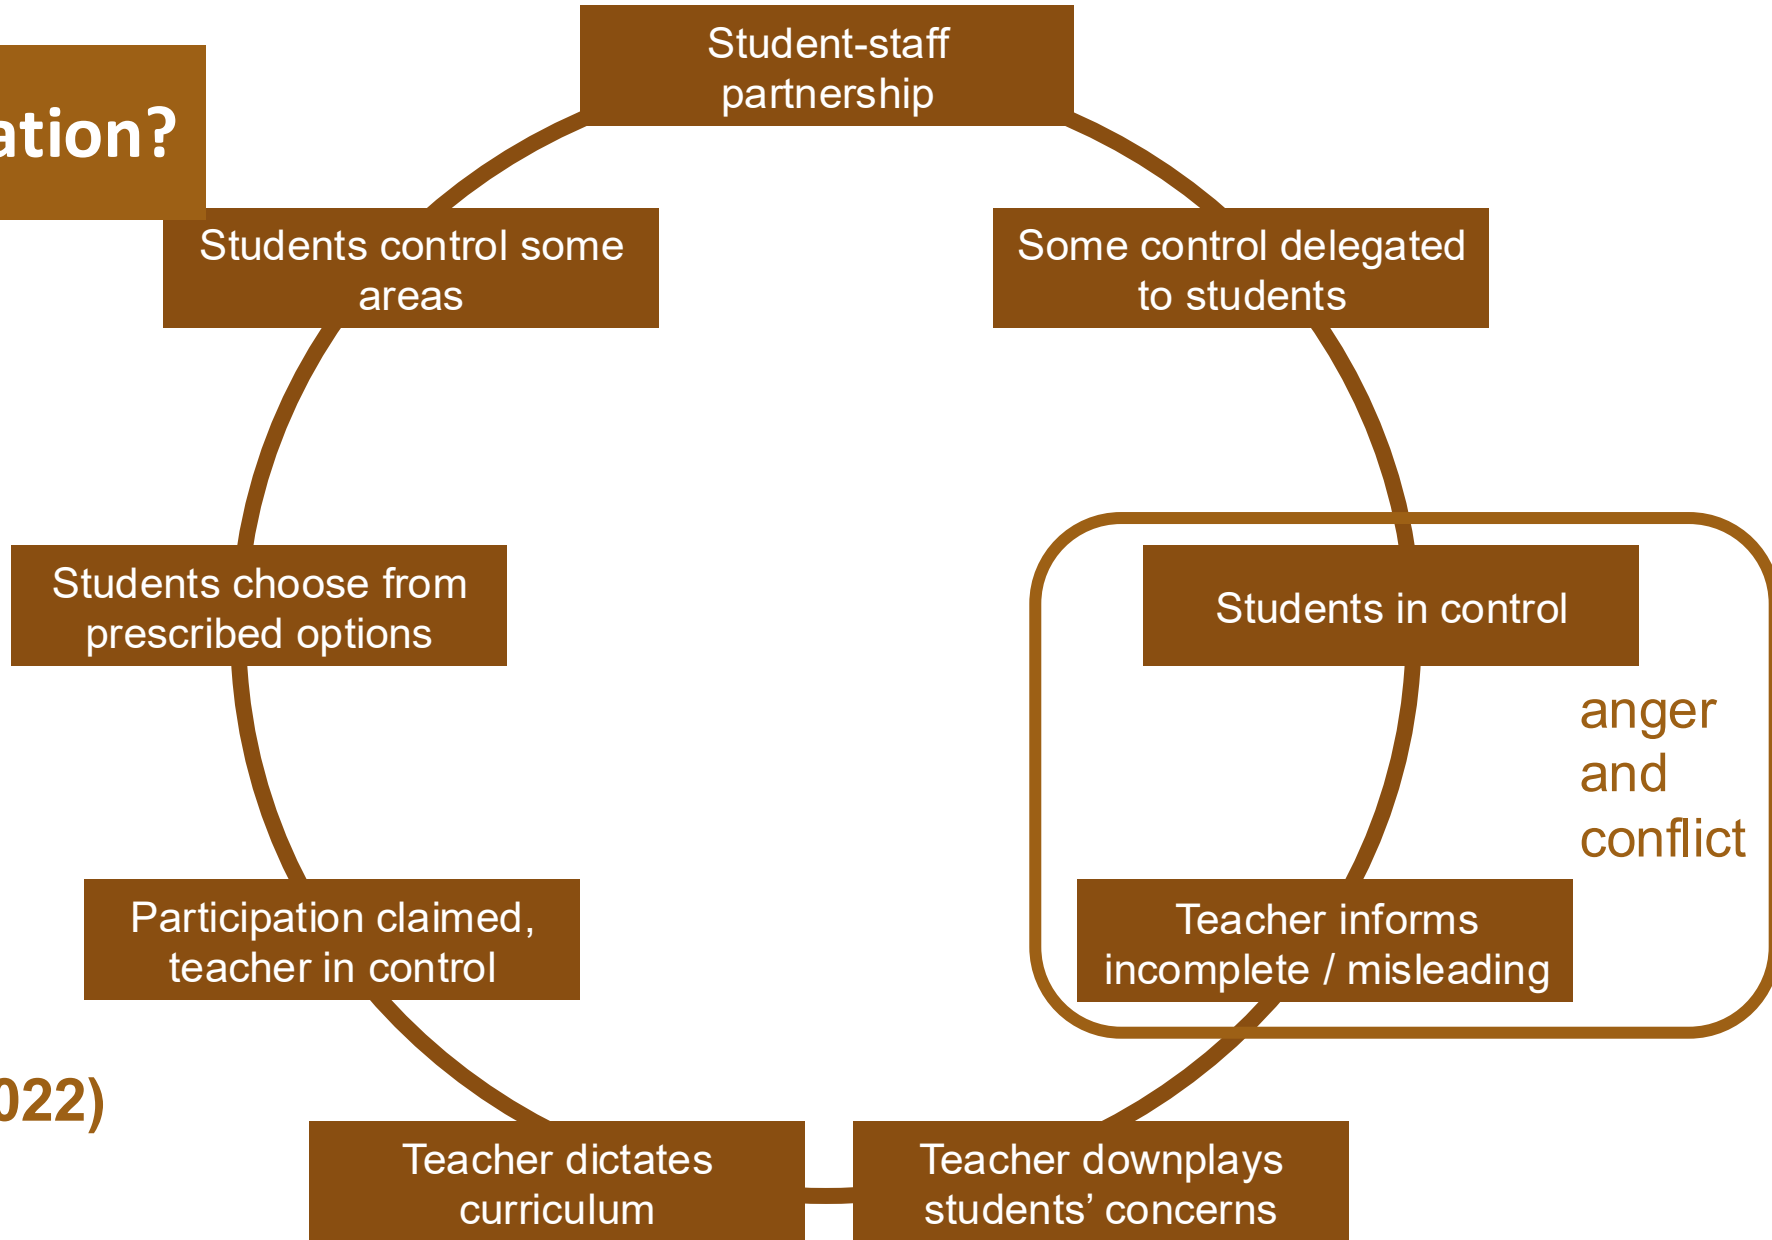 ation?
Student-staff
partnership
Students control some
areas
Some control delegated
to students
Students choose from
prescribed options
Students in control
anger
and
conflict
Participation claimed,
teacher in control
Teacher informs
incomplete / misleading
022)
Teacher dictates
curriculum
Teacher downplays
students’ concerns